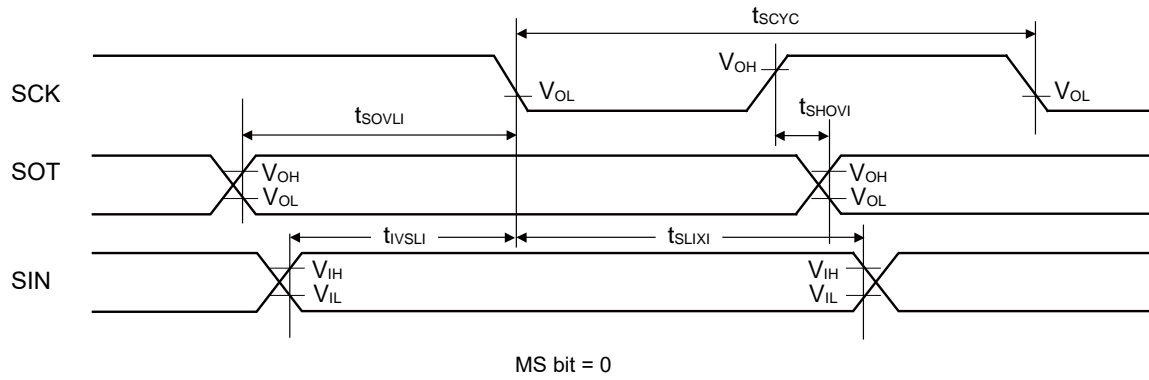 tSCYC
SCK
VOH
VOL
VOL
tSOVLI
tSHOVI
SOT
VOH
VOL
VOH
VOL
tIVSLI
tSLIXI
SIN
VIH
VIL
VIH
VIL
MS bit = 0